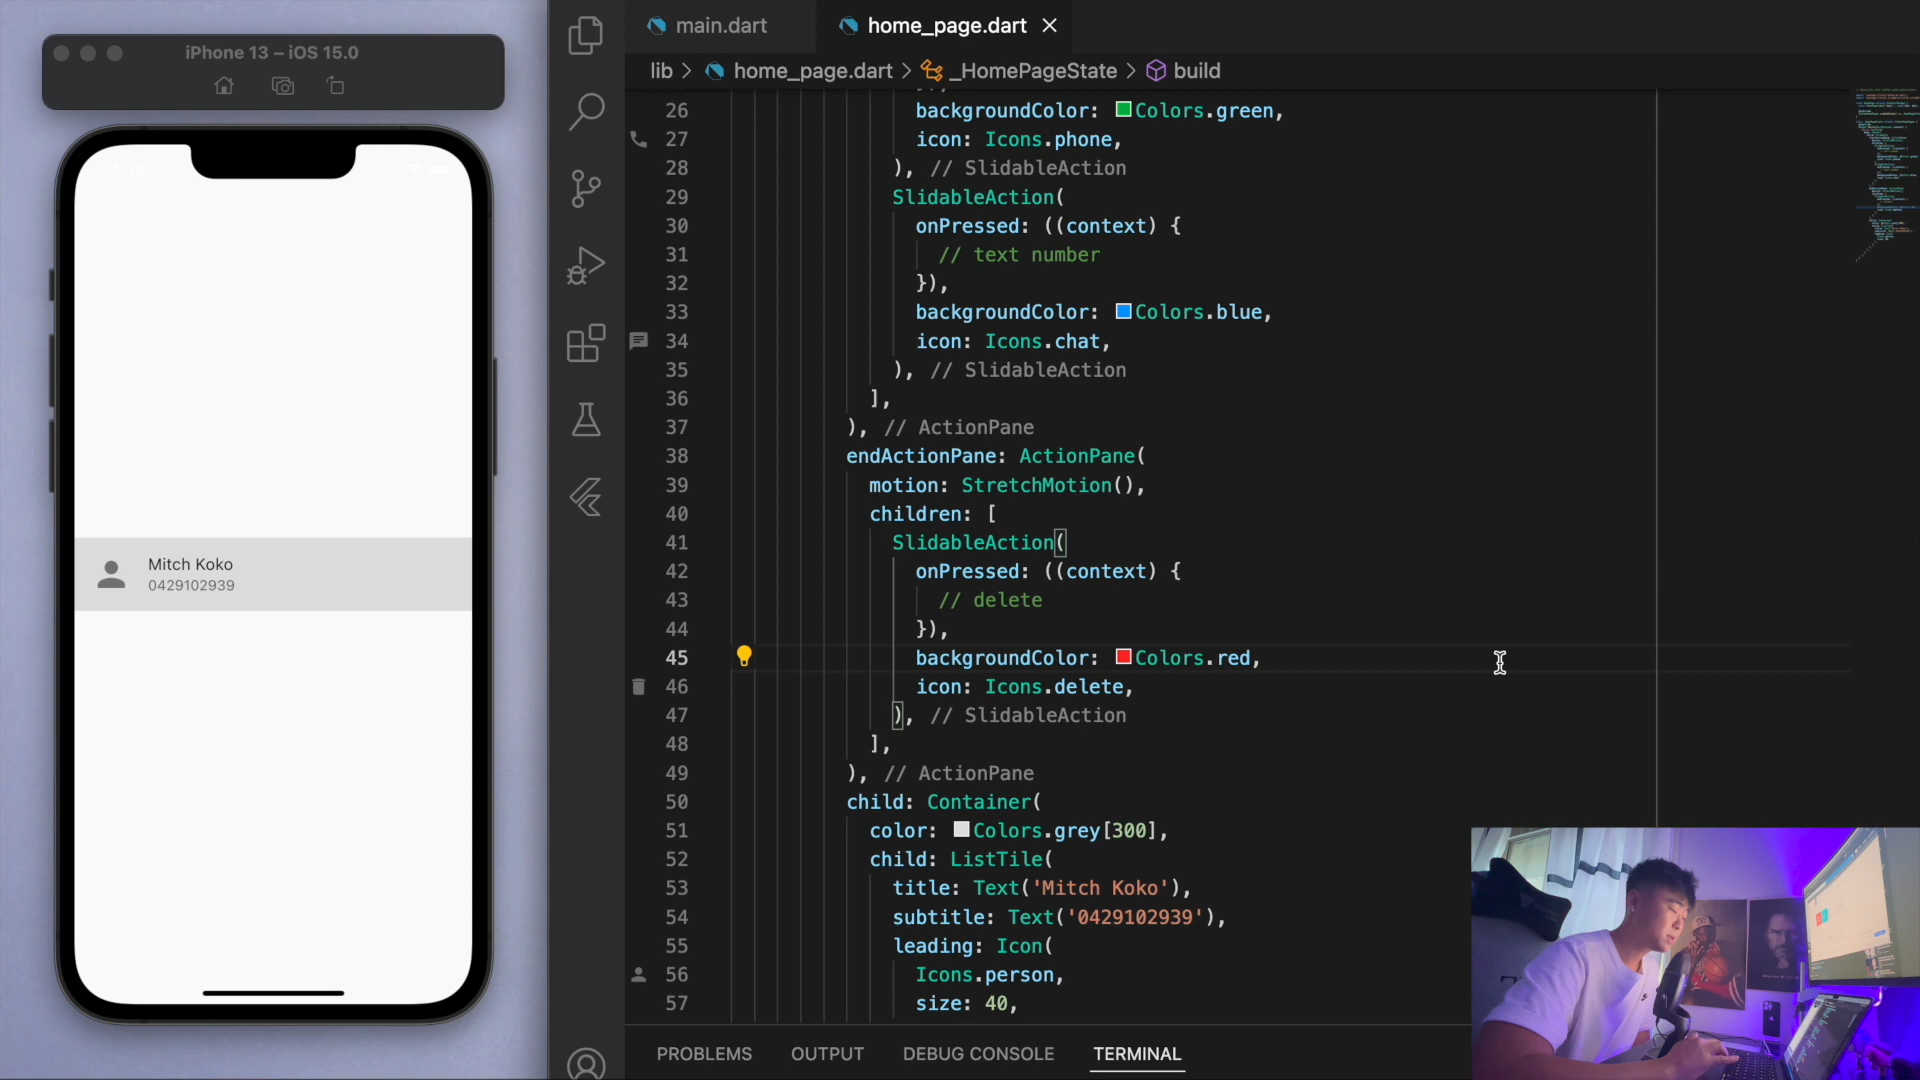 iPhone 13 – iOS 15.0
4:38
Mitch Koko
0429102939
main.dart
home_page.dart
lib > home_page.dart > _HomePageState > build
26 backgroundColor: Colors.green,
27 icon: Icons.phone,
28 ), // SlidableAction
29 SlidableAction(
30 onPressed: ((context) {
31 // text number
32 }),
33 backgroundColor: Colors.blue,
34 icon: Icons.chat,
35 ), // SlidableAction
36 ],
37 ), // ActionPane
38 endActionPane: ActionPane(
39 motion: StretchMotion(),
40 children: [
41 SlidableAction(
42 onPressed: ((context) {
43 // delete
44 }),
45 backgroundColor: Colors.red,
46 icon: Icons.delete,
47 ), // SlidableAction
48 ],
49 ), // ActionPane
50 child: Container(
51 color: Colors.grey[300],
52 child: ListTile(
53 title: Text('Mitch Koko'),
54 subtitle: Text('0429102939'),
55 leading: Icon(
56 Icons.person,
57 size: 40,
PROBLEMS OUTPUT DEBUG CONSOLE TERMINAL